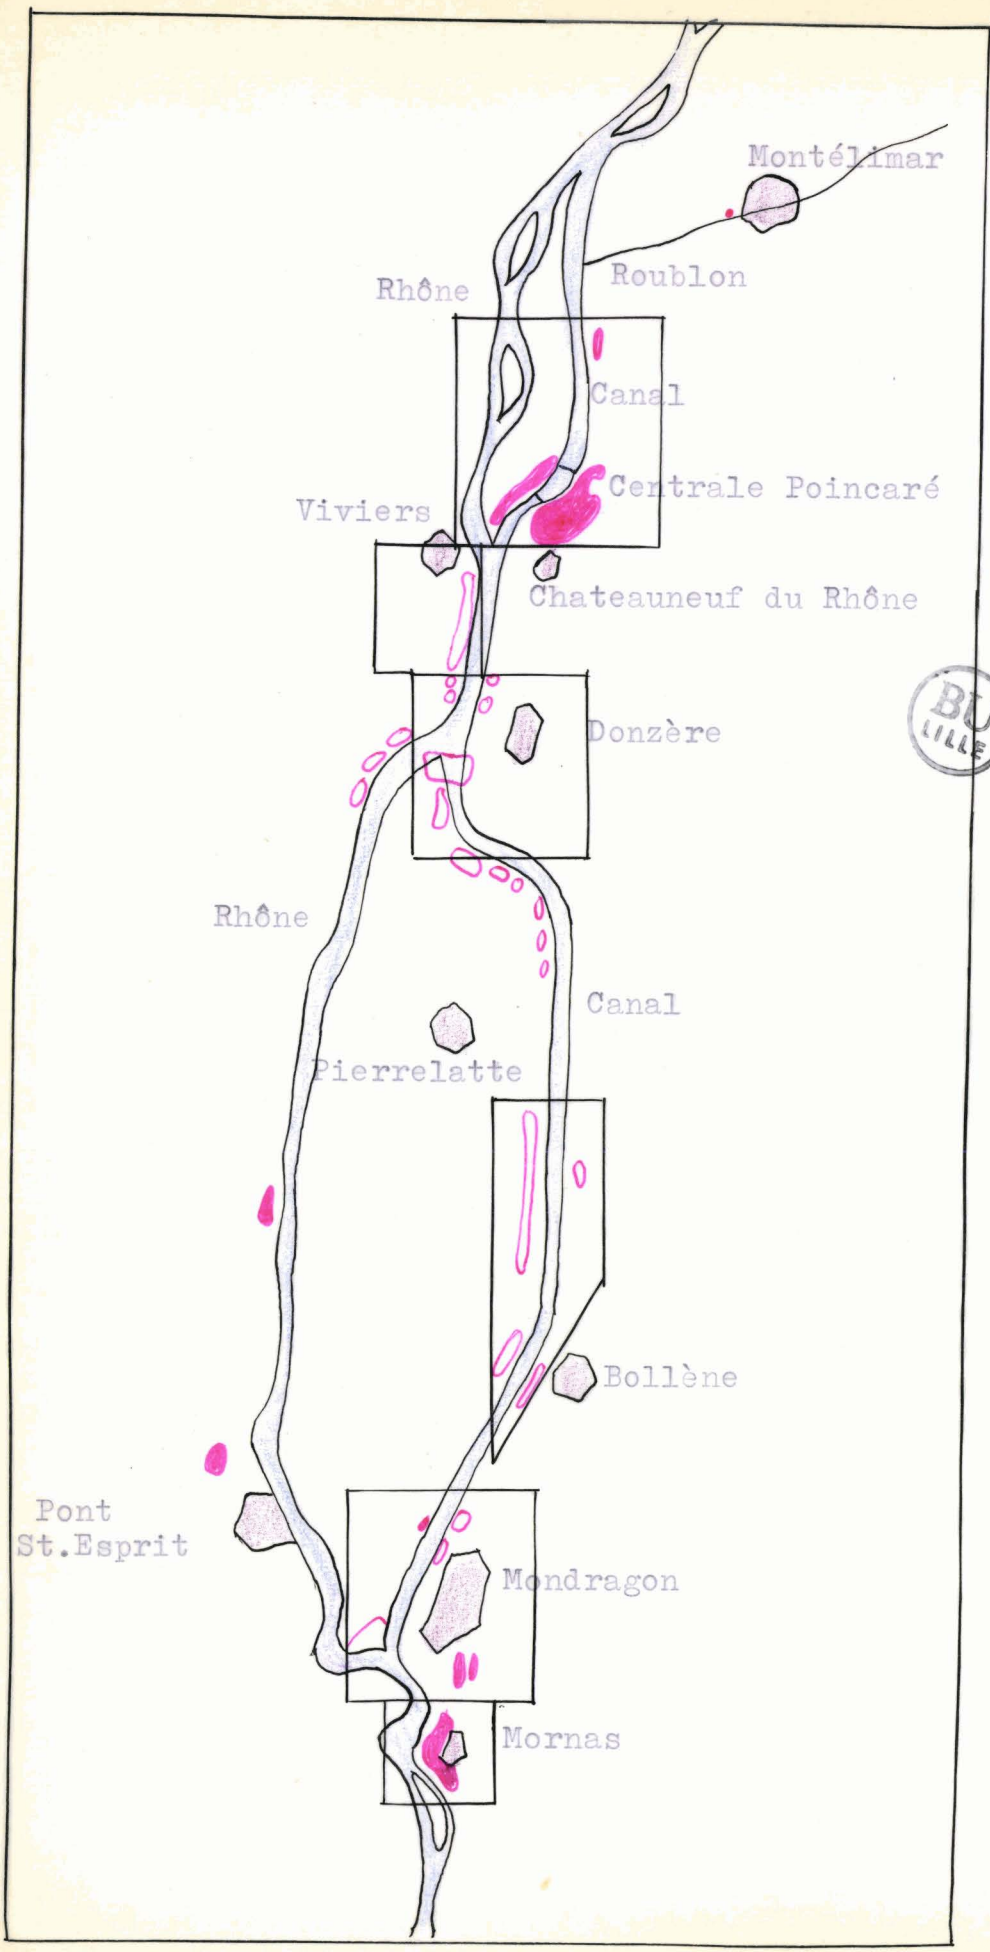 Montélimar
Roublon
Rhône
Canal
Centrale Poincaré
Viviers
Chateauneuf du Rhône
Donzère
BU
LILLE
Rhône
Canal
Pierrelatte
Bollène
Pont
St.Esprit
Mondragon
Mornas